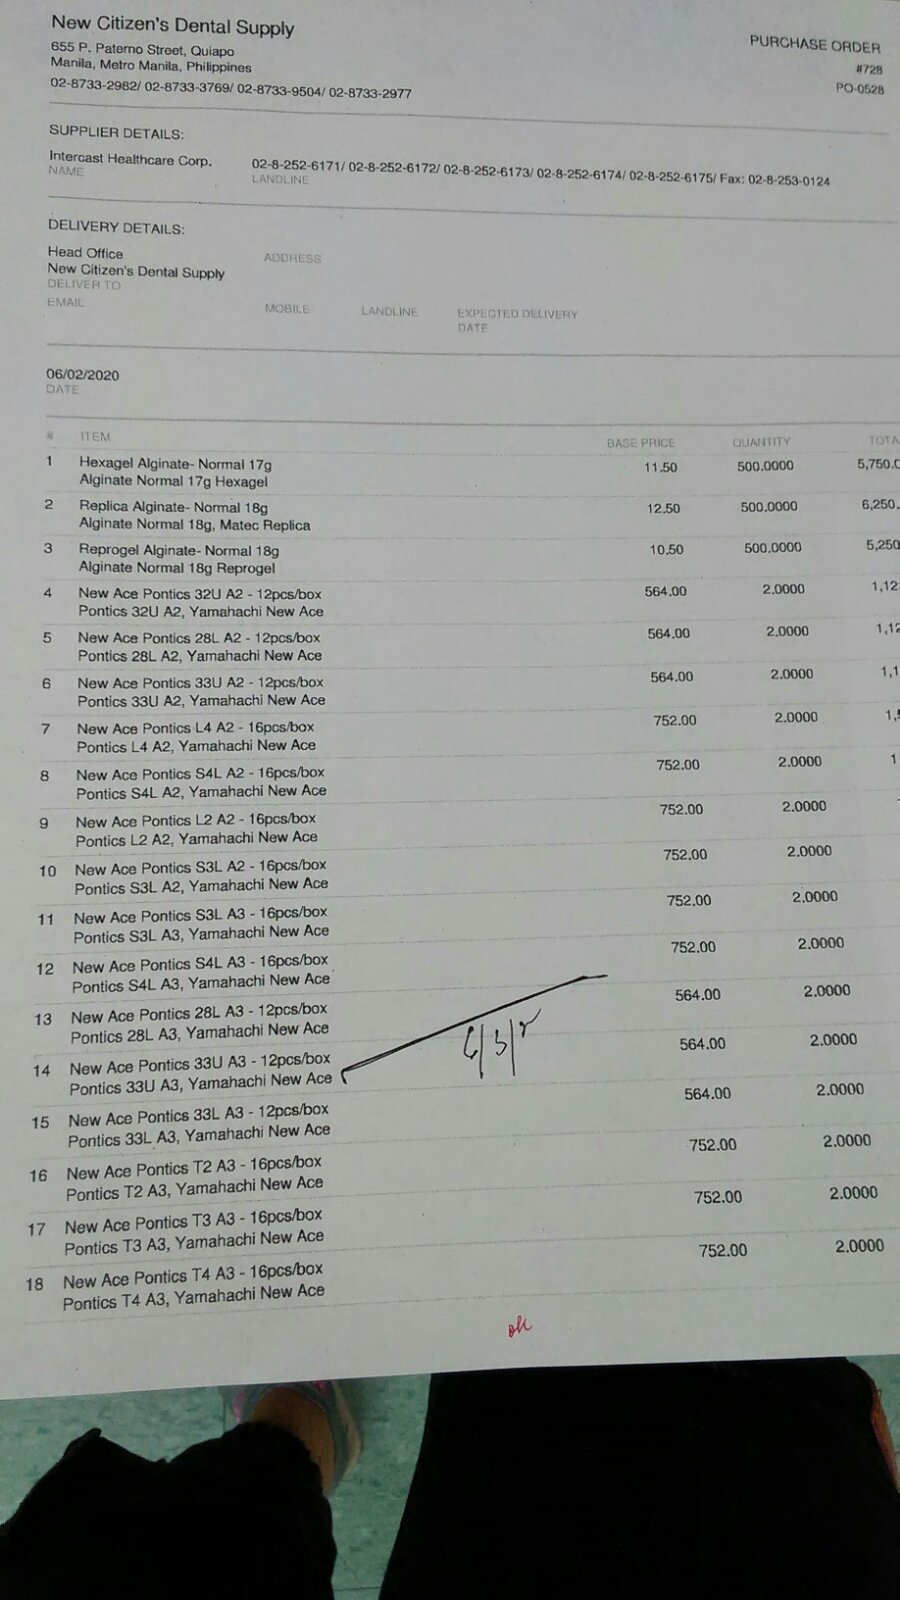 New Citizen's Dental Supply
655 P. Paterno Street, Quiapo
Manila, Metro Manila, Philippines
02-8733-2982/ 02-8733-3769/ 02-8733-9504/ 02-8733-2977
PURCHASE ORDER
#728
PO-0528
SUPPLIER DETAILS:
Intercast Healthcare Corp. 02-8-252-6171/ 02-8-252-6172/ 02-8-252-6173/ 02-8-252-6174/ 02-8-252-6175/ Fax: 02-8-253-0124
NAME LANDLINE
DELIVERY DETAILS:
Head Office ADDRESS
New Citizen's Dental Supply
DELIVER TO
EMAIL MOBILE LANDLINE EXPECTED DELIVERY
DATE
06/02/2020
DATE
# ITEM BASE PRICE QUANTITY TOTA
1 Hexagel Alginate- Normal 17g 11.50 500.0000 5,750.0
Alginate Normal 17g Hexagel
2 Replica Alginate- Normal 18g 12.50 500.0000 6,250.
Alginate Normal 18g, Matec Replica
3 Reprogel Alginate- Normal 18g 10.50 500.0000 5,250
Alginate Normal 18g Reprogel
4 New Ace Pontics 32U A2 - 12pcs/box 564.00 2.0000 1,12
Pontics 32U A2, Yamahachi New Ace
5 New Ace Pontics 28L A2 - 12pcs/box 564.00 2.0000 1,12
Pontics 28L A2, Yamahachi New Ace
6 New Ace Pontics 33U A2 - 12pcs/box 564.00 2.0000 1,1
Pontics 33U A2, Yamahachi New Ace
7 New Ace Pontics L4 A2 - 16pcs/box 752.00 2.0000 1,5
Pontics L4 A2, Yamahachi New Ace
8 New Ace Pontics S4L A2 - 16pcs/box 752.00 2.0000 1
Pontics S4L A2, Yamahachi New Ace
9 New Ace Pontics L2 A2 - 16pcs/box 752.00 2.0000
Pontics L2 A2, Yamahachi New Ace
10 New Ace Pontics S3L A2 - 16pcs/box 752.00 2.0000
Pontics S3L A2, Yamahachi New Ace
11 New Ace Pontics S3L A3 - 16pcs/box 752.00 2.0000
Pontics S3L A3, Yamahachi New Ace
12 New Ace Pontics S4L A3 - 16pcs/box 752.00 2.0000
Pontics S4L A3, Yamahachi New Ace
13 New Ace Pontics 28L A3 - 12pcs/box 564.00 2.0000
Pontics 28L A3, Yamahachi New Ace
14 New Ace Pontics 33U A3 - 12pcs/box 564.00 2.0000
Pontics 33U A3, Yamahachi New Ace
15 New Ace Pontics 33L A3 - 12pcs/box 564.00 2.0000
Pontics 33L A3, Yamahachi New Ace
16 New Ace Pontics T2 A3 - 16pcs/box 752.00 2.0000
Pontics T2 A3, Yamahachi New Ace
17 New Ace Pontics T3 A3 - 16pcs/box 752.00 2.0000
Pontics T3 A3, Yamahachi New Ace
18 New Ace Pontics T4 A3 - 16pcs/box 752.00 2.0000
Pontics T4 A3, Yamahachi New Ace
ok